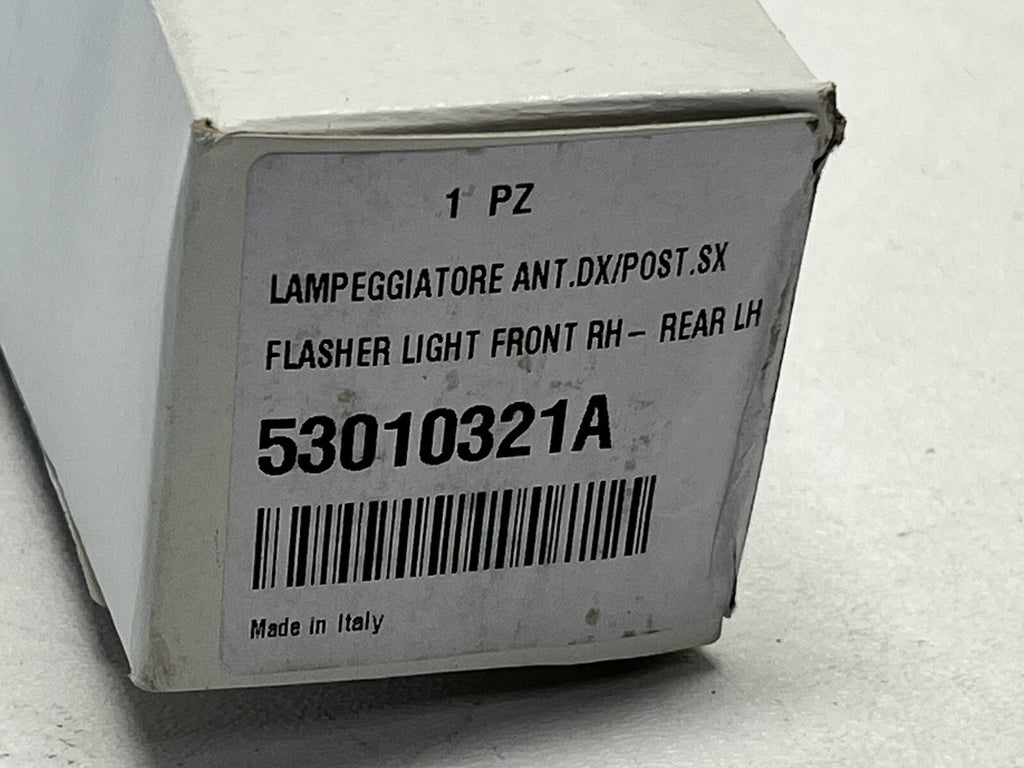 1 PZ
LAMPEGGIATORE ANT.DX/POST.SX
FLASHER LIGHT FRONT RH- REAR LH
53010321A
Made in Italy